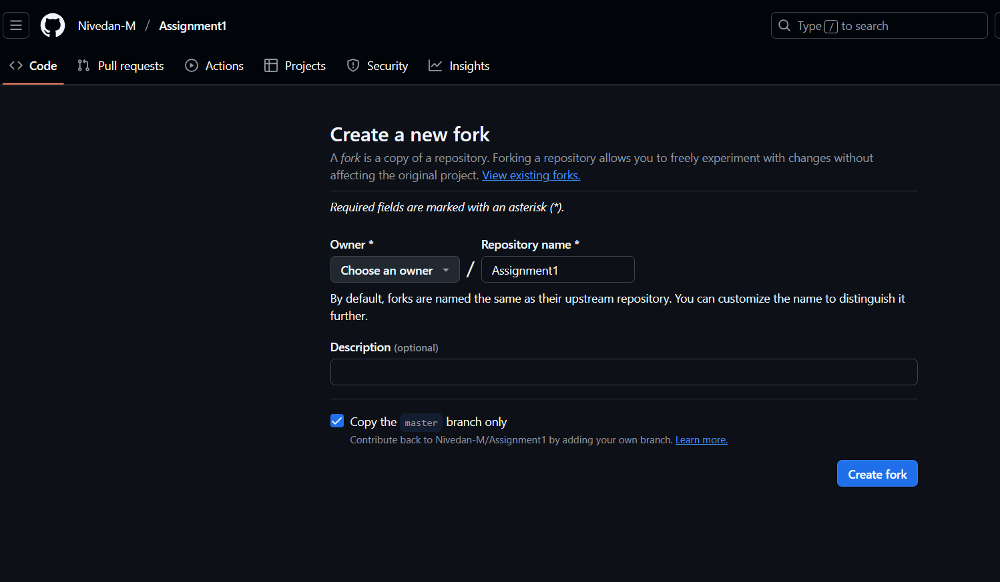 Nivedan-M / Assignment1
Type / to search
Code Pull requests Actions Projects Security Insights
Create a new fork
A fork is a copy of a repository. Forking a repository allows you to freely experiment with changes without
affecting the original project. View existing forks.
Required fields are marked with an asterisk (*).
Owner * Repository name *
Choose an owner / Assignment1
By default, forks are named the same as their upstream repository. You can customize the name to distinguish it
further.
Description (optional)
Copy the master branch only
Contribute back to Nivedan-M/Assignment1 by adding your own branch. Learn more.
Create fork